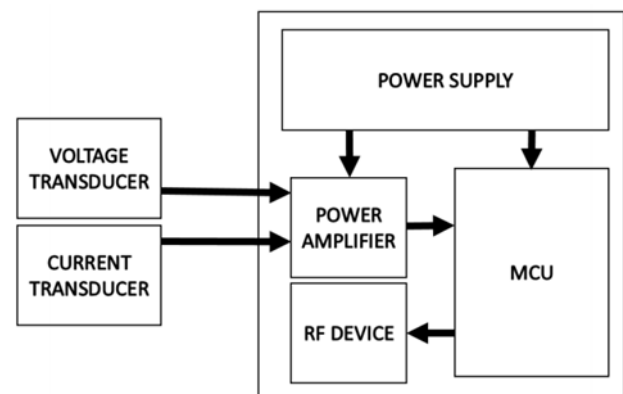 POWER SUPPLY
VOLTAGE
TRANSDUCER
POWER
AMPLIFIER
CURRENT
TRANSDUCER
MCU
RF DEVICE